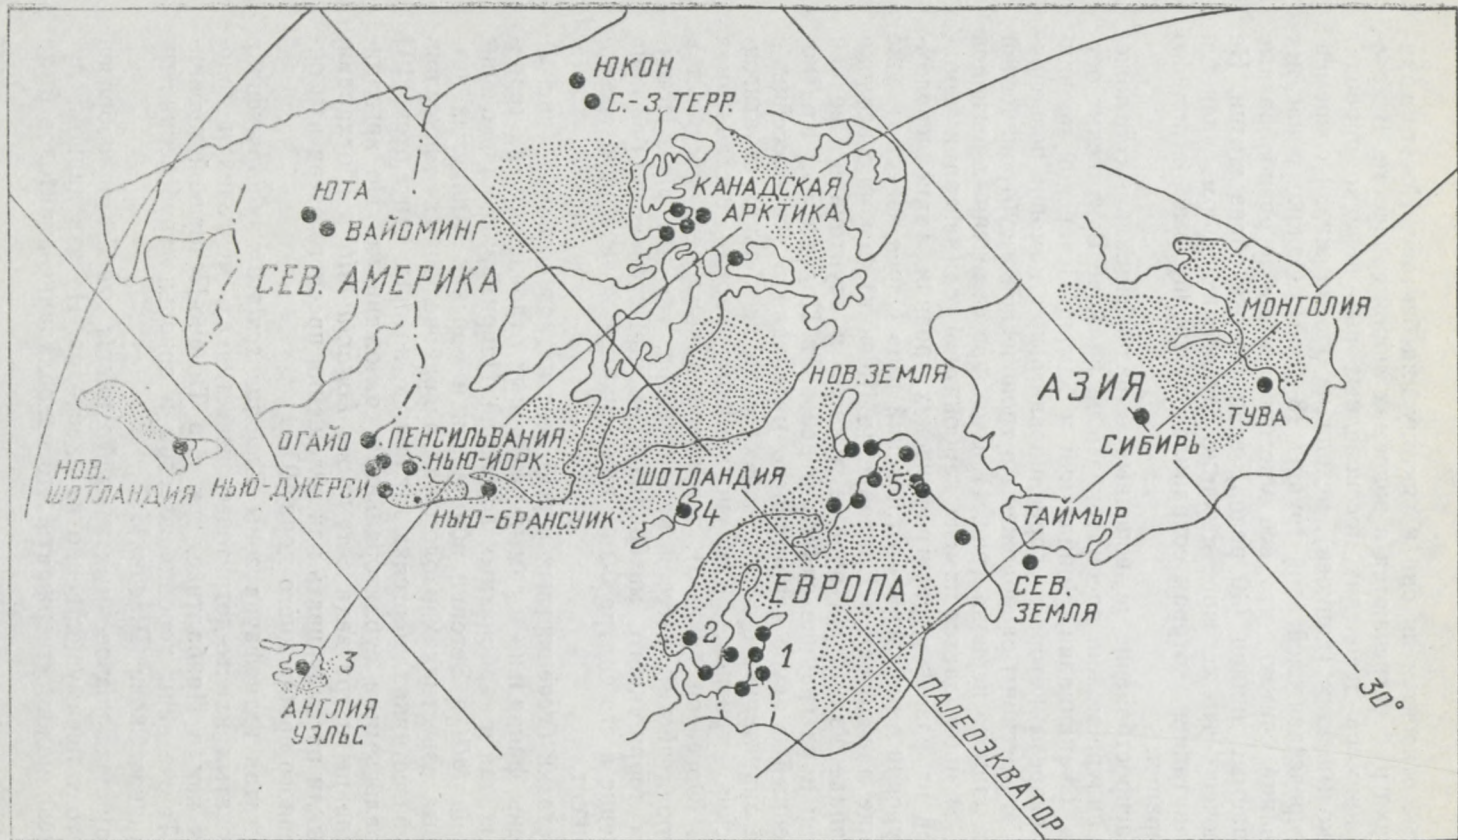 ЮКОН
С.-З. ТЕРР.
КАНАДСКАЯ
АРКТИКА
ЮТА
ВАЙОМИНГ
СЕВ. АМЕРИКА
МОНГОЛИЯ
НОВ. ЗЕМЛЯ
АЗИЯ
ТУВА
СИБИРЬ
ОГАЙО
ПЕНСИЛЬВАНИЯ
НЬЮ-ЙОРК
НОВ.
ШОТЛАНДИЯ
НЬЮ-ДЖЕРСИ
НЬЮ-БРАНСУИК
ШОТЛАНДИЯ
4
5
ТАЙМЫР
ЕВРОПА
СЕВ.
ЗЕМЛЯ
2
1
3
АНГЛИЯ
УЭЛЬС
30°
ПАЛЕОЭКВАТОР